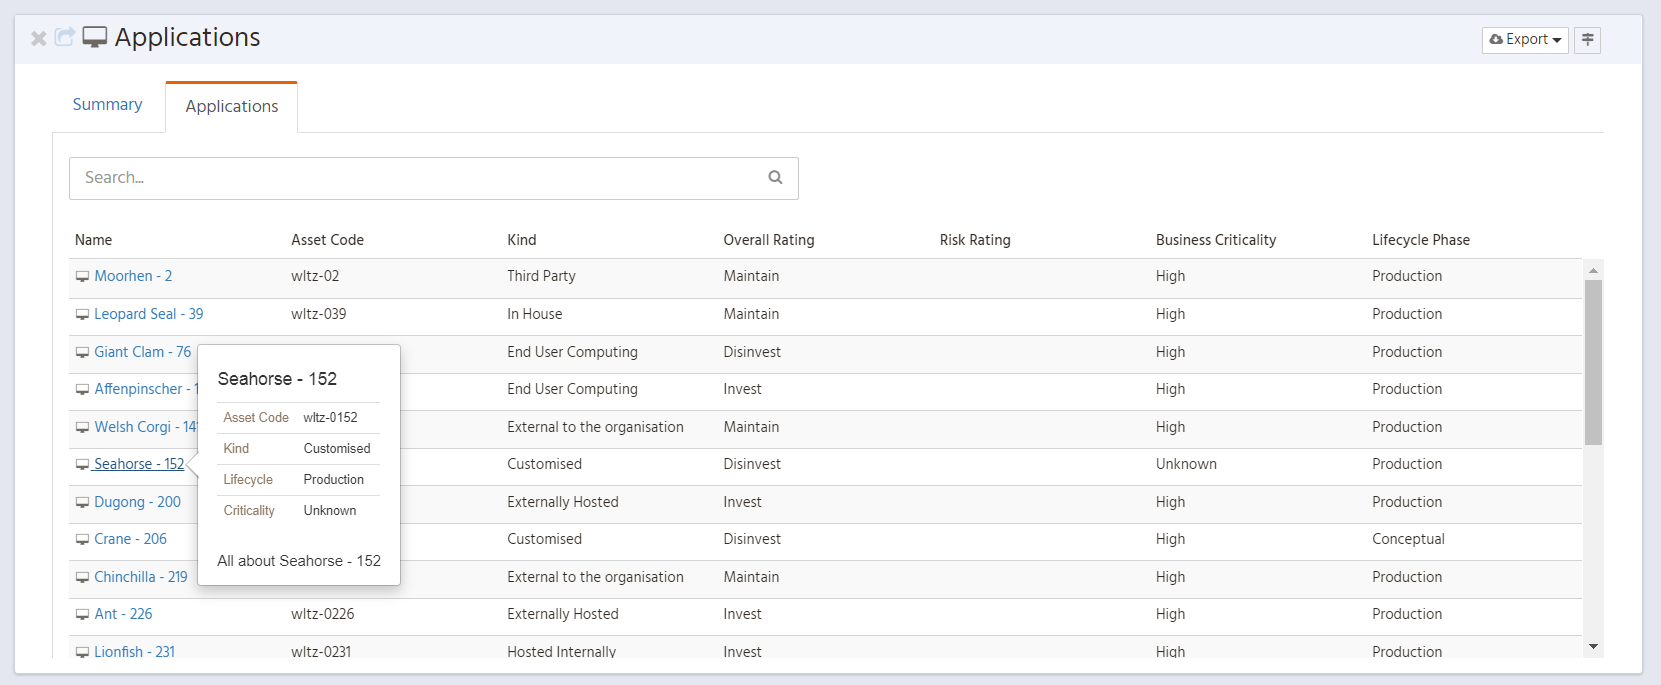 Applications
Export
Summary
Applications
Search...
Name Asset Code Kind Overall Rating Risk Rating Business Criticality Lifecycle Phase
Moorhen - 2 wltz-02 Third Party Maintain High Production
Leopard Seal - 39 wltz-039 In House Maintain High Production
Giant Clam - 76 End User Computing Disinvest High Production
Affenpinscher - 1 End User Computing Invest High Production
Welsh Corgi - 141 External to the organisation Maintain High Production
Seahorse - 152 Customised Disinvest Unknown Production
Dugong - 200 Externally Hosted Invest High Production
Crane - 206 Customised Disinvest High Conceptual
Chinchilla - 219 External to the organisation Maintain High Production
Ant - 226 wltz-0226 Externally Hosted Invest High Production
Lionfish - 231 wltz-0231 Hosted Internally Invest High Production
Seahorse - 152
Asset Code wltz-0152
Kind Customised
Lifecycle Production
Criticality Unknown
All about Seahorse - 152